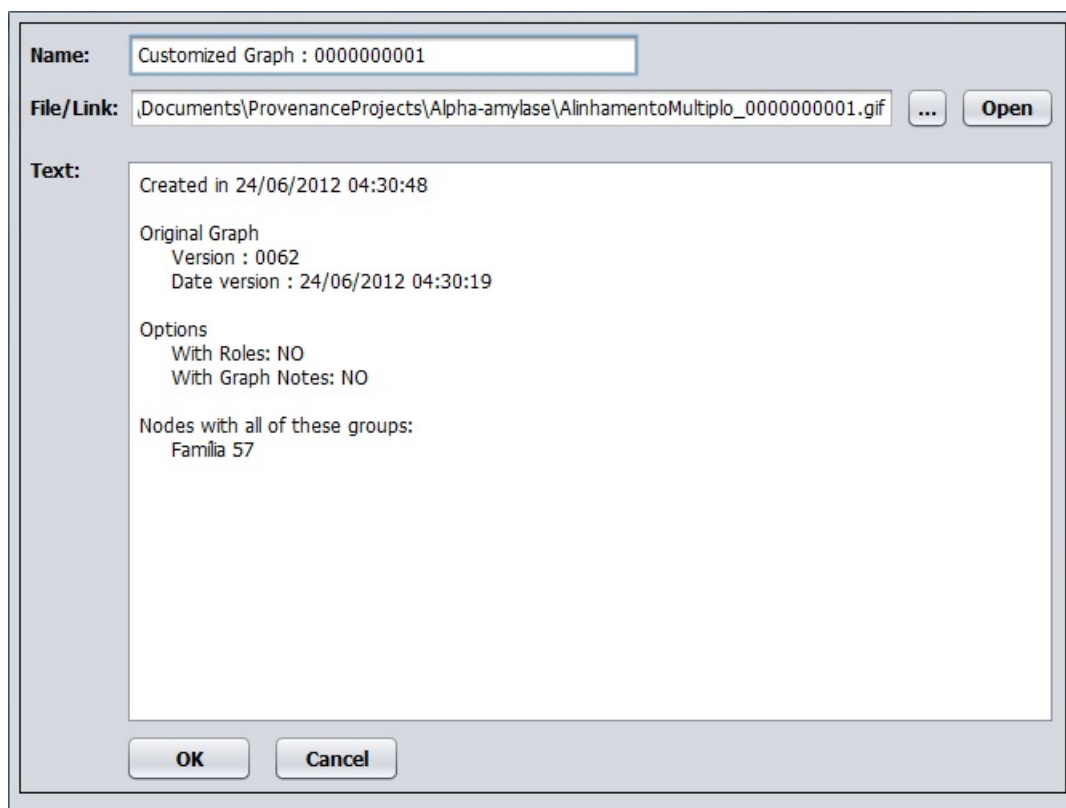 Name: Customized Graph : 0000000001
File/Link: \Documents\ProvenanceProjects\Alpha-amylase\AlinhamentoMultiplo_0000000001.gif ... Open
Text:
Created in 24/06/2012 04:30:48
Original Graph
Version : 0062
Date version : 24/06/2012 04:30:19
Options
With Roles: NO
With Graph Notes: NO
Nodes with all of these groups:
Família 57
OK Cancel